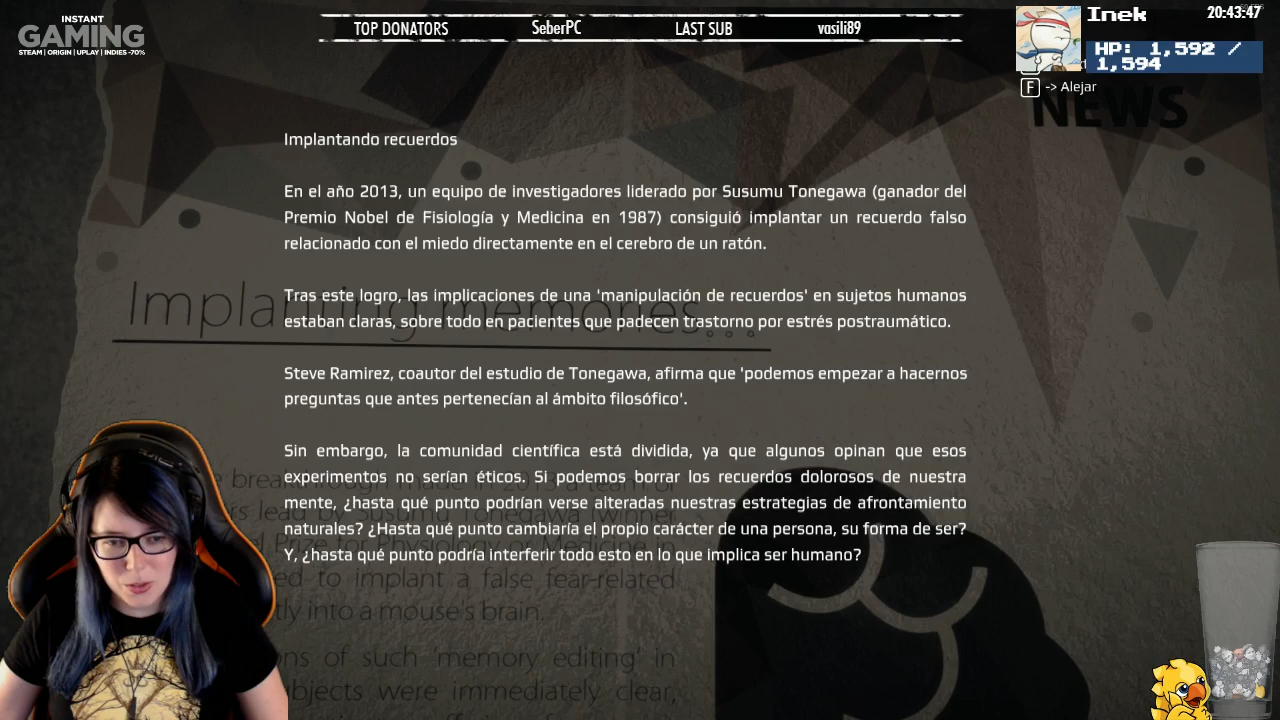 INSTANT
GAMING
STEAM | ORIGIN | UPLAY | INDIES -70%
TOP DONATORS
SeberPC
LAST SUB
vasili89
Inek
20:43:47
HP: 1,592 /
1,594
F -> Alejar
NEWS
Implantando recuerdos
En el año 2013, un equipo de investigadores liderado por Susumu Tonegawa (ganador del
Premio Nobel de Fisiología y Medicina en 1987) consiguió implantar un recuerdo falso
relacionado con el miedo directamente en el cerebro de un ratón.
Implanting memories...
Tras este logro, las implicaciones de una 'manipulación de recuerdos' en sujetos humanos
estaban claras, sobre todo en pacientes que padecen trastorno por estrés postraumático.
Steve Ramirez, coautor del estudio de Tonegawa, afirma que 'podemos empezar a hacernos
preguntas que antes pertenecían al ámbito filosófico'.
Sin embargo, la comunidad científica está dividida, ya que algunos opinan que esos
experimentos no serían éticos. Si podemos borrar los recuerdos dolorosos de nuestra
mente, ¿hasta qué punto podrían verse alteradas nuestras estrategias de afrontamiento
naturales? ¿Hasta qué punto cambiaría el propio carácter de una persona, su forma de ser?
Y, ¿hasta qué punto podría interferir todo esto en lo que implica ser humano?
to implant a false fear-related
into a mouse's brain.
of such 'memory editing' in
were immediately clear,